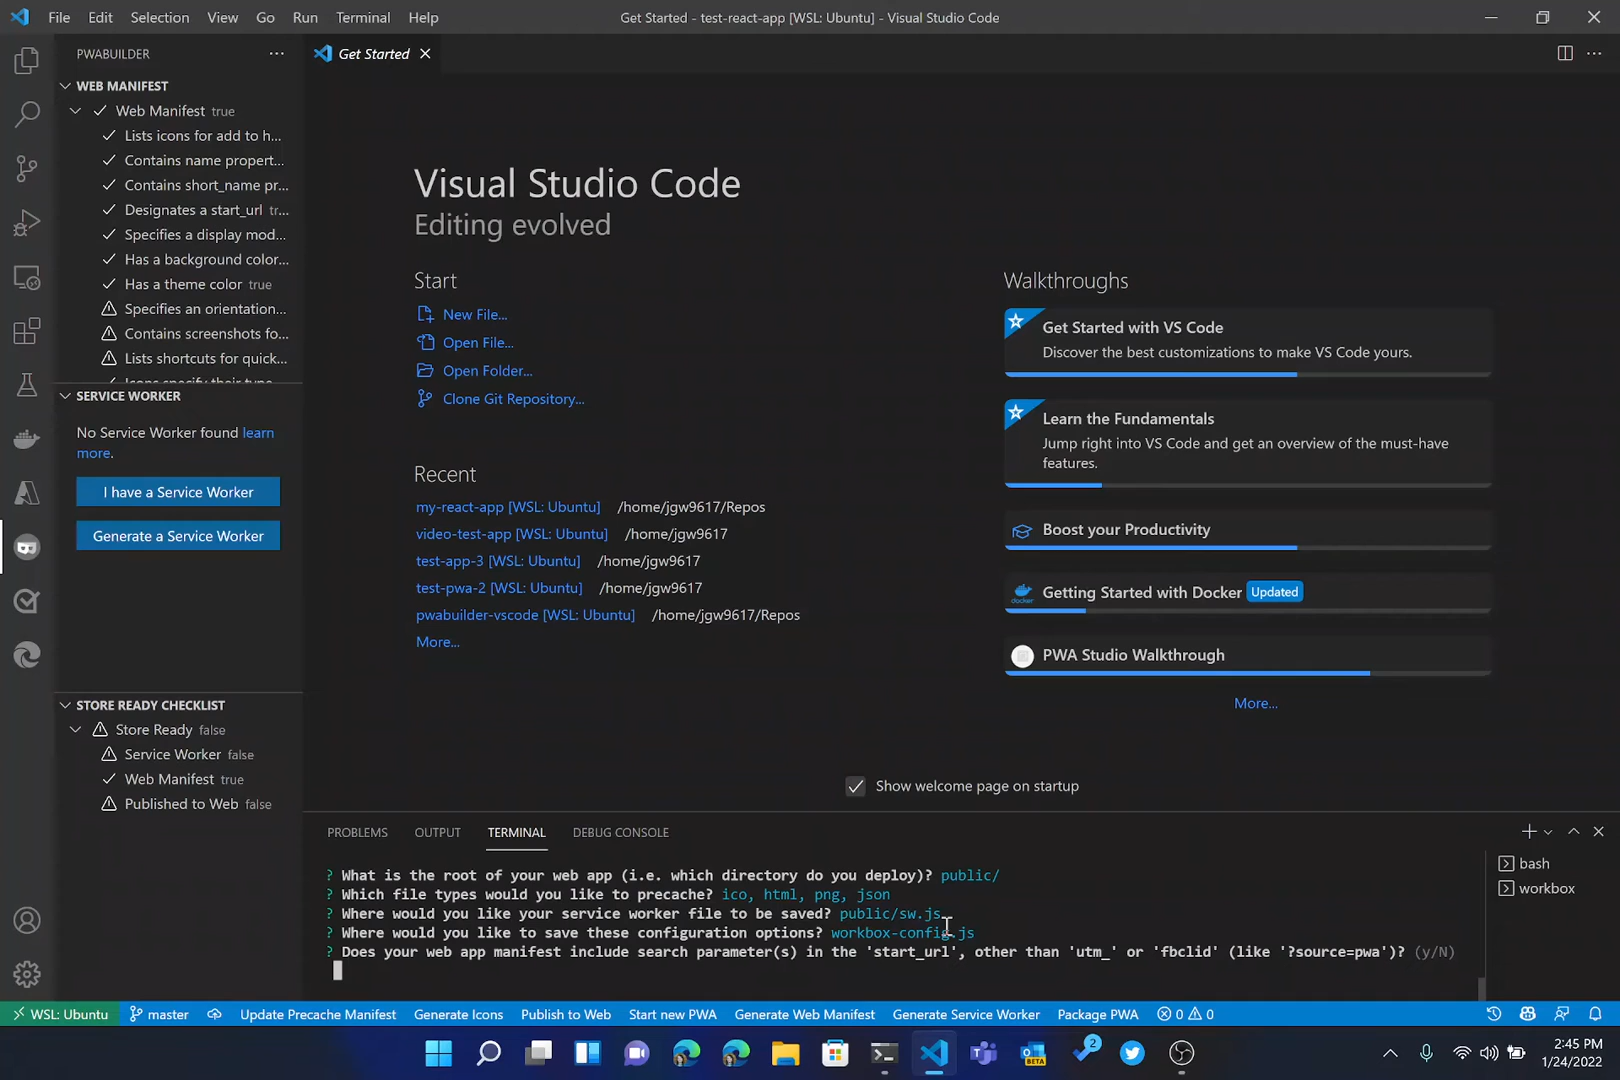 File Edit Selection View Go Run Terminal Help
Get Started - test-react-app [WSL: Ubuntu] - Visual Studio Code
PWABUILDER
Get Started
WEB MANIFEST
Web Manifest true
Lists icons for add to h...
Contains name propert...
Contains short_name pr...
Designates a start_url tr...
Specifies a display mod...
Has a background color...
Has a theme color true
Specifies an orientation...
Contains screenshots fo...
Lists shortcuts for quick...
Icons specify their type
SERVICE WORKER
No Service Worker found learn
more.
I have a Service Worker
Generate a Service Worker
STORE READY CHECKLIST
Store Ready false
Service Worker false
Web Manifest true
Published to Web false
Visual Studio Code
Editing evolved
Start
New File...
Open File...
Open Folder...
Clone Git Repository...
Recent
my-react-app [WSL: Ubuntu] /home/jgw9617/Repos
video-test-app [WSL: Ubuntu] /home/jgw9617
test-app-3 [WSL: Ubuntu] /home/jgw9617
test-pwa-2 [WSL: Ubuntu] /home/jgw9617
pwabuilder-vscode [WSL: Ubuntu] /home/jgw9617/Repos
More...
Walkthroughs
Get Started with VS Code
Discover the best customizations to make VS Code yours.
Learn the Fundamentals
Jump right into VS Code and get an overview of the must-have
features.
Boost your Productivity
Getting Started with Docker Updated
PWA Studio Walkthrough
More...
Show welcome page on startup
PROBLEMS OUTPUT TERMINAL DEBUG CONSOLE
? What is the root of your web app (i.e. which directory do you deploy)? public/
? Which file types would you like to precache? ico, html, png, json
? Where would you like your service worker file to be saved? public/sw.js
? Where would you like to save these configuration options? workbox-config.js
? Does your web app manifest include search parameter(s) in the 'start_url', other than 'utm_' or 'fbclid' (like '?source=pwa')? (y/N)
bash
workbox
WSL: Ubuntu master Update Precache Manifest Generate Icons Publish to Web Start new PWA Generate Web Manifest Generate Service Worker Package PWA 0 0
2
BETA
2:45 PM
1/24/2022